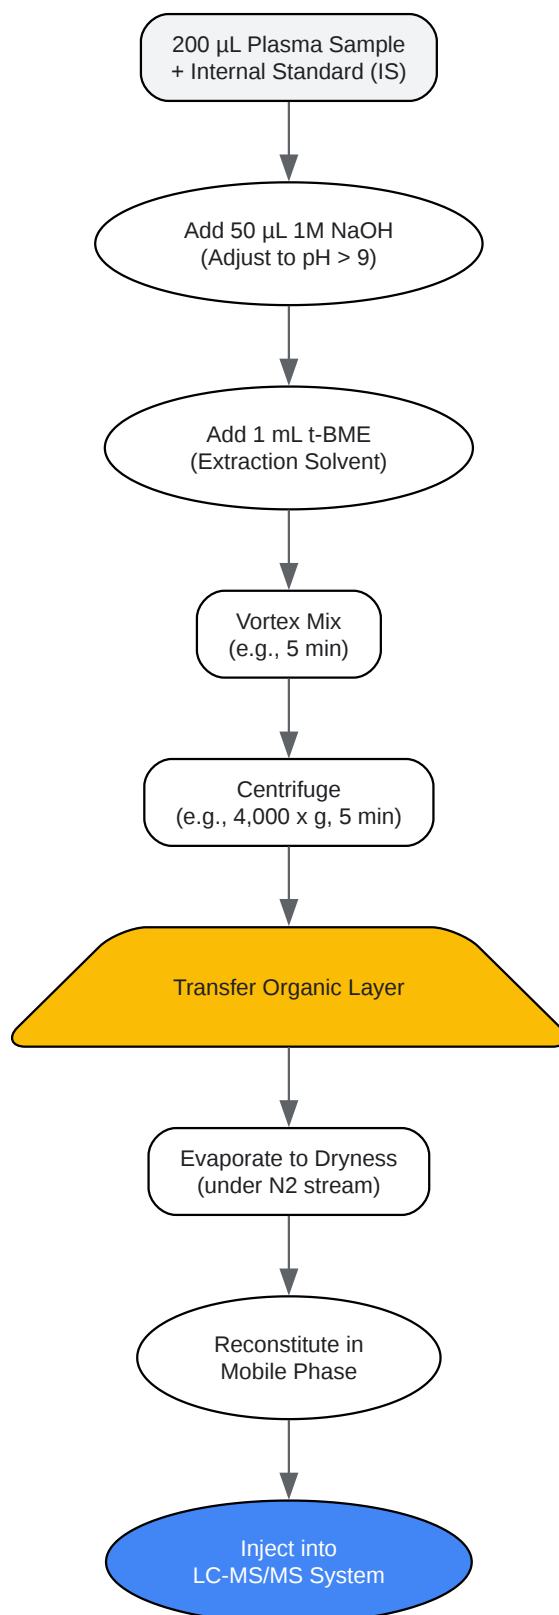 200 µL Plasma Sample
+ Internal Standard (IS)
Add 50 µL 1M NaOH
(Adjust to pH > 9)
Add 1 mL t-BME
(Extraction Solvent)
Vortex Mix
(e.g., 5 min)
Centrifuge
(e.g., 4,000 x g, 5 min)
Transfer Organic Layer
Evaporate to Dryness
(under N2 stream)
Reconstitute in
Mobile Phase
Inject into
LC-MS/MS System